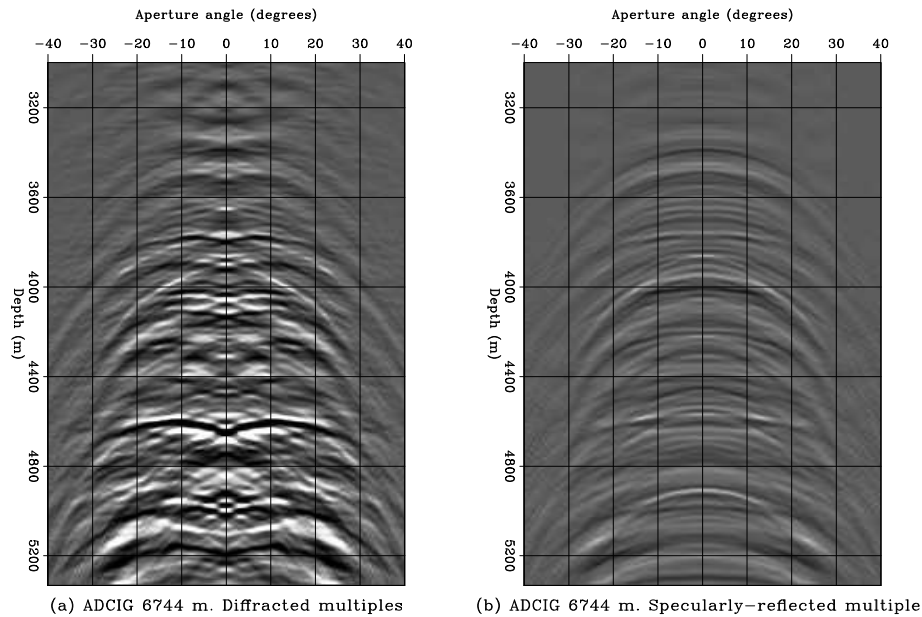 Aperture angle (degrees)
−40 −30 −20 −10 0 10 20 30 40
3200
3600
4000
4400
4800
5200
Depth (m)
(a) ADCIG 6744 m. Diffracted multiples
Aperture angle (degrees)
−40 −30 −20 −10 0 10 20 30 40
3200
3600
4000
4400
4800
5200
Depth (m)
(b) ADCIG 6744 m. Specularly−reflected multiple